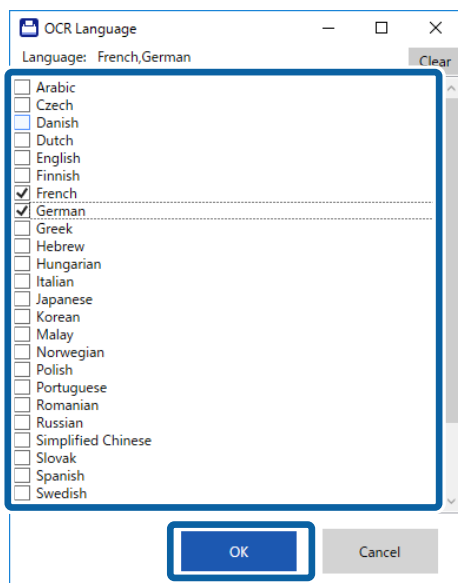 OCR Language
Language: French,German
Clear
Arabic
Czech
Danish
Dutch
English
Finnish
French
German
Greek
Hebrew
Hungarian
Italian
Japanese
Korean
Malay
Norwegian
Polish
Portuguese
Romanian
Russian
Simplified Chinese
Slovak
Spanish
Swedish
OK
Cancel